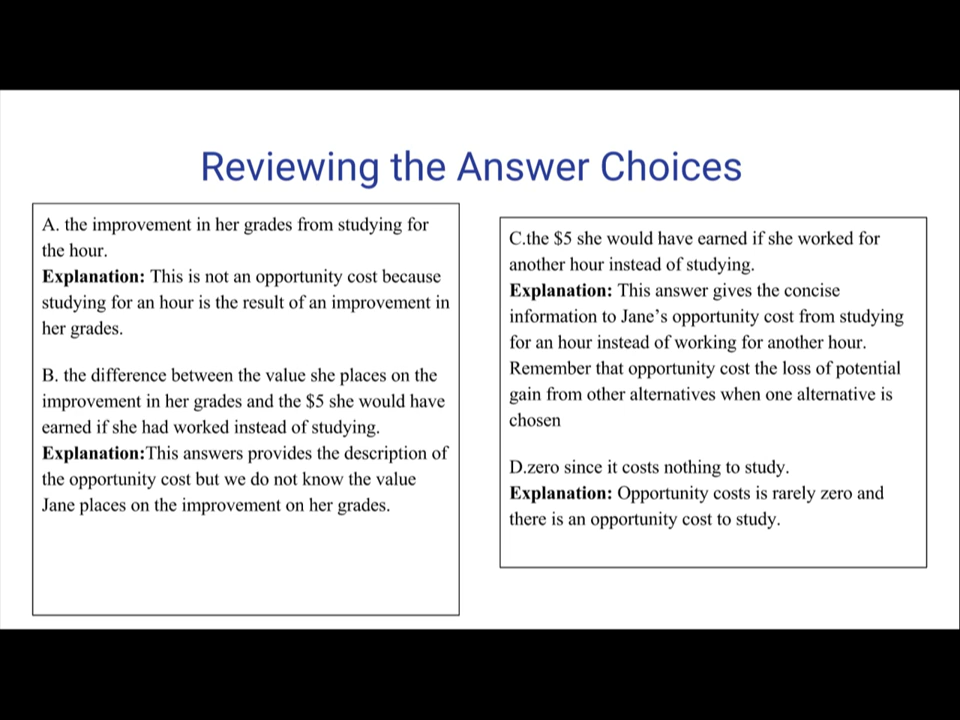 Reviewing the Answer Choices
A. the improvement in her grades from studying for
the hour.
Explanation: This is not an opportunity cost because
studying for an hour is the result of an improvement in
her grades.
B. the difference between the value she places on the
improvement in her grades and the $5 she would have
earned if she had worked instead of studying.
Explanation:This answers provides the description of
the opportunity cost but we do not know the value
Jane places on the improvement on her grades.
C.the $5 she would have earned if she worked for
another hour instead of studying.
Explanation: This answer gives the concise
information to Jane’s opportunity cost from studying
for an hour instead of working for another hour.
Remember that opportunity cost the loss of potential
gain from other alternatives when one alternative is
chosen
D.zero since it costs nothing to study.
Explanation: Opportunity costs is rarely zero and
there is an opportunity cost to study.